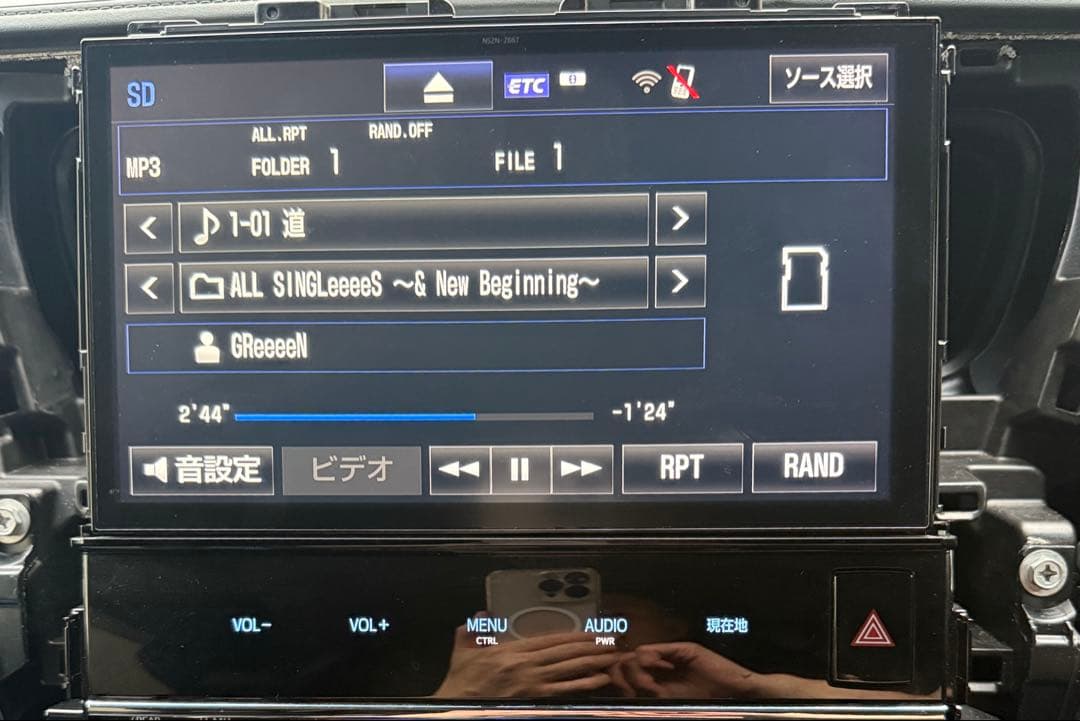 NSZN-Z66T
SD
ETC
ソース選択
ALL.RPT RAND.OFF
MP3 FOLDER 1 FILE 1
1-01 道
ALL SINGLeeeeS ～& New Beginning～
GReeeeN
2'44" -1'24"
音設定 ビデオ RPT RAND
VOL- VOL+ MENU AUDIO 現在地
CTRL PWR